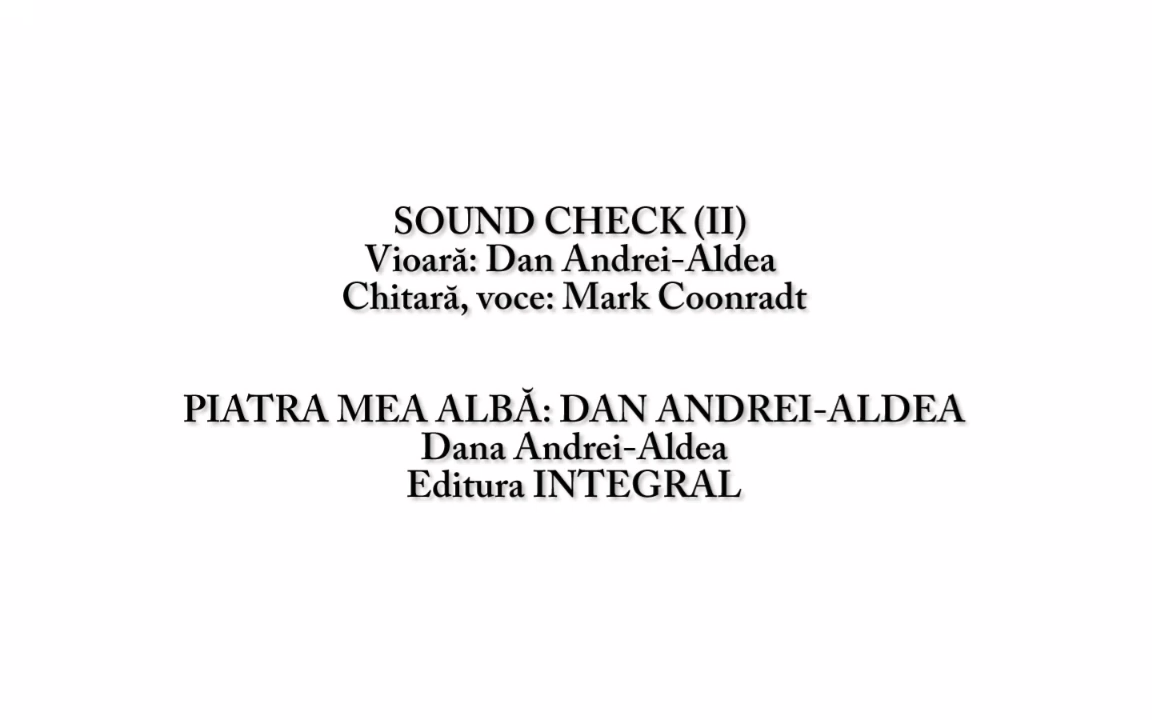 SOUND CHECK (II)
Vioară: Dan Andrei-Aldea
Chitară, voce: Mark Coonradt
PIATRA MEA ALBĂ: DAN ANDREI-ALDEA
Dana Andrei-Aldea
Editura INTEGRAL